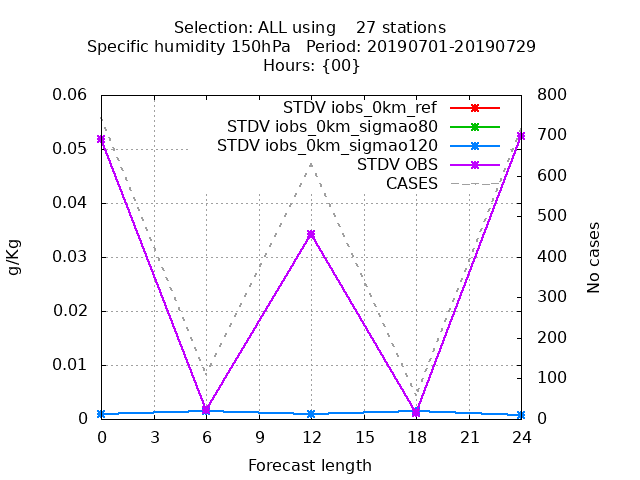 Selection: ALL using    27 stations
Specific humidity 150hPa   Period: 20190701-20190729
Hours: {00}
STDV iobs_0km_ref
STDV iobs_0km_sigmao80
STDV iobs_0km_sigmao120
STDV OBS
CASES
0.06
0.05
0.04
0.03
0.02
0.01
0
g/Kg
800
700
600
500
400
300
200
100
0
No cases
0 3 6 9 12 15 18 21 24
Forecast length